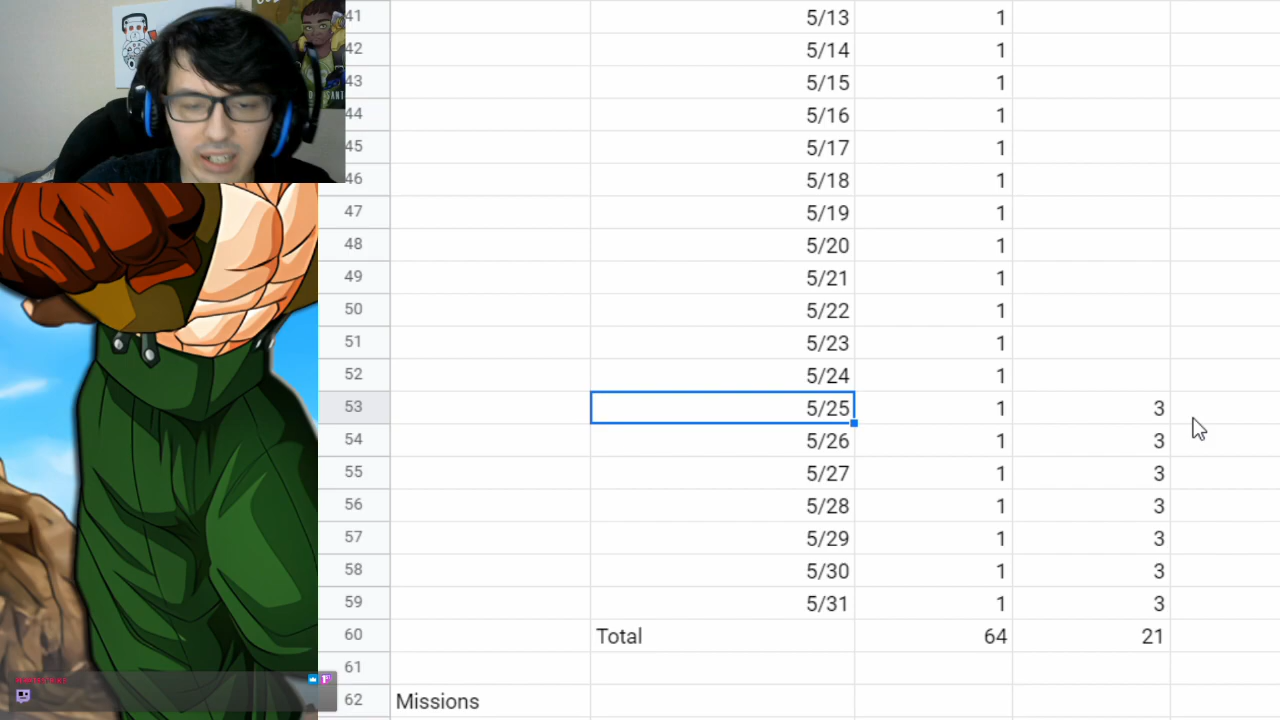 41 5/13 1
42 5/14 1
43 5/15 1
44 5/16 1
45 5/17 1
46 5/18 1
47 5/19 1
48 5/20 1
49 5/21 1
50 5/22 1
51 5/23 1
52 5/24 1
53 5/25 1 3
54 5/26 1 3
55 5/27 1 3
56 5/28 1 3
57 5/29 1 3
58 5/30 1 3
59 5/31 1 3
60 Total 64 21
61
62 Missions